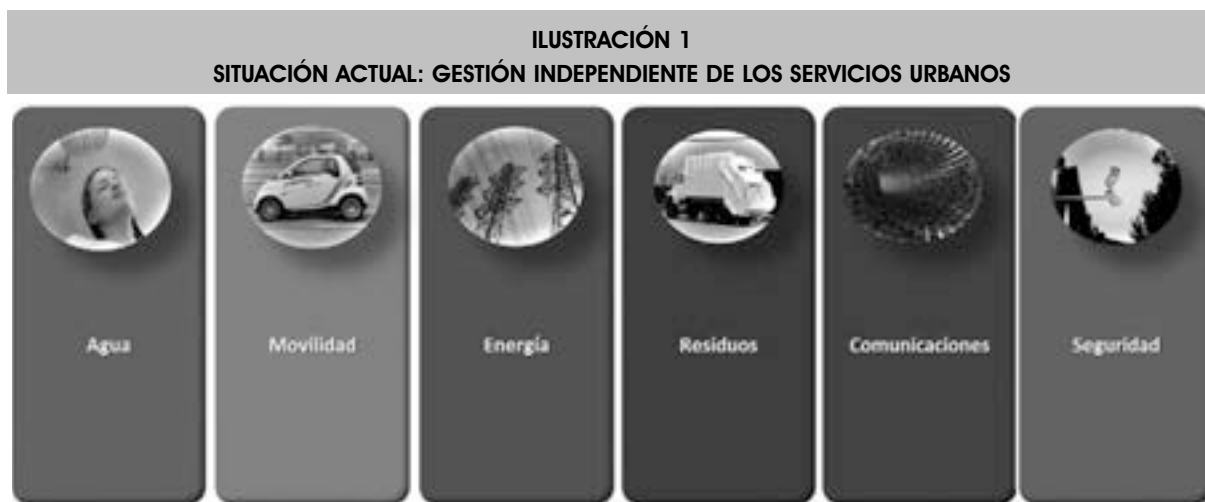 ILUSTRACIÓN 1
SITUACIÓN ACTUAL: GESTIÓN INDEPENDIENTE DE LOS SERVICIOS URBANOS
Agua Movilidad Energía Residuos Comunicaciones Seguridad